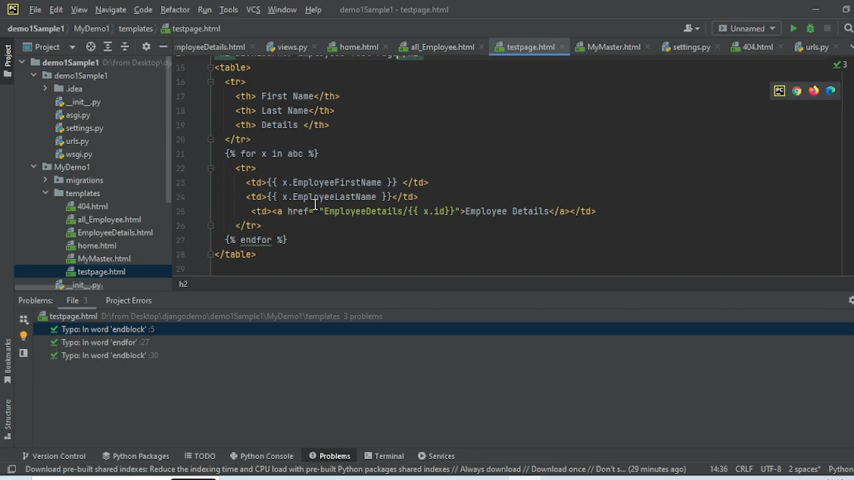 PC File Edit View Navigate Code Refactor Run Tools VCS Window Help demo1Sample1 - testpage.html
demo1Sample1 MyDemo1 templates testpage.html Unnamed
Project mployeeDetails.html views.py home.html all_Employee.html testpage.html MyMaster.html settings.py 404.html urls.py
Project
demo1Sample1 D:\from Desktop\d
demo1Sample1
.idea
__init__.py
asgi.py
settings.py
urls.py
wsgi.py
MyDemo1
migrations
templates
404.html
all_Employee.html
EmployeeDetails.html
home.html
MyMaster.html
testpage.html
__init__.py
3
15 <table>
16 <tr>
17 <th> First Name</th>
18 <th> Last Name</th>
19 <th> Details </th>
20 </tr>
21 {% for x in abc %}
22 <tr>
23 <td>{{ x.EmployeeFirstName }} </td>
24 <td>{{ x.EmployeeLastName }}</td>
25 <td><a href= "EmployeeDetails/{{ x.id}}">Employee Details</a></td>
26 </tr>
27 {% endfor %}
28 </table>
29
PC
h2
Problems: File 3 Project Errors
testpage.html D:\from Desktop\djangodemo\demo1Sample1\MyDemo1\templates 3 problems
Typo: In word 'endblock' :5
Typo: In word 'endfor' :27
Typo: In word 'endblock' :30
Bookmarks
Structure
Version Control Python Packages TODO Python Console Problems Terminal Services
Download pre-built shared indexes: Reduce the indexing time and CPU load with pre-built Python packages shared indexes // Always download // Download once // Don't s... (29 minutes ago) 14:36 CRLF UTF-8 2 spaces* Python